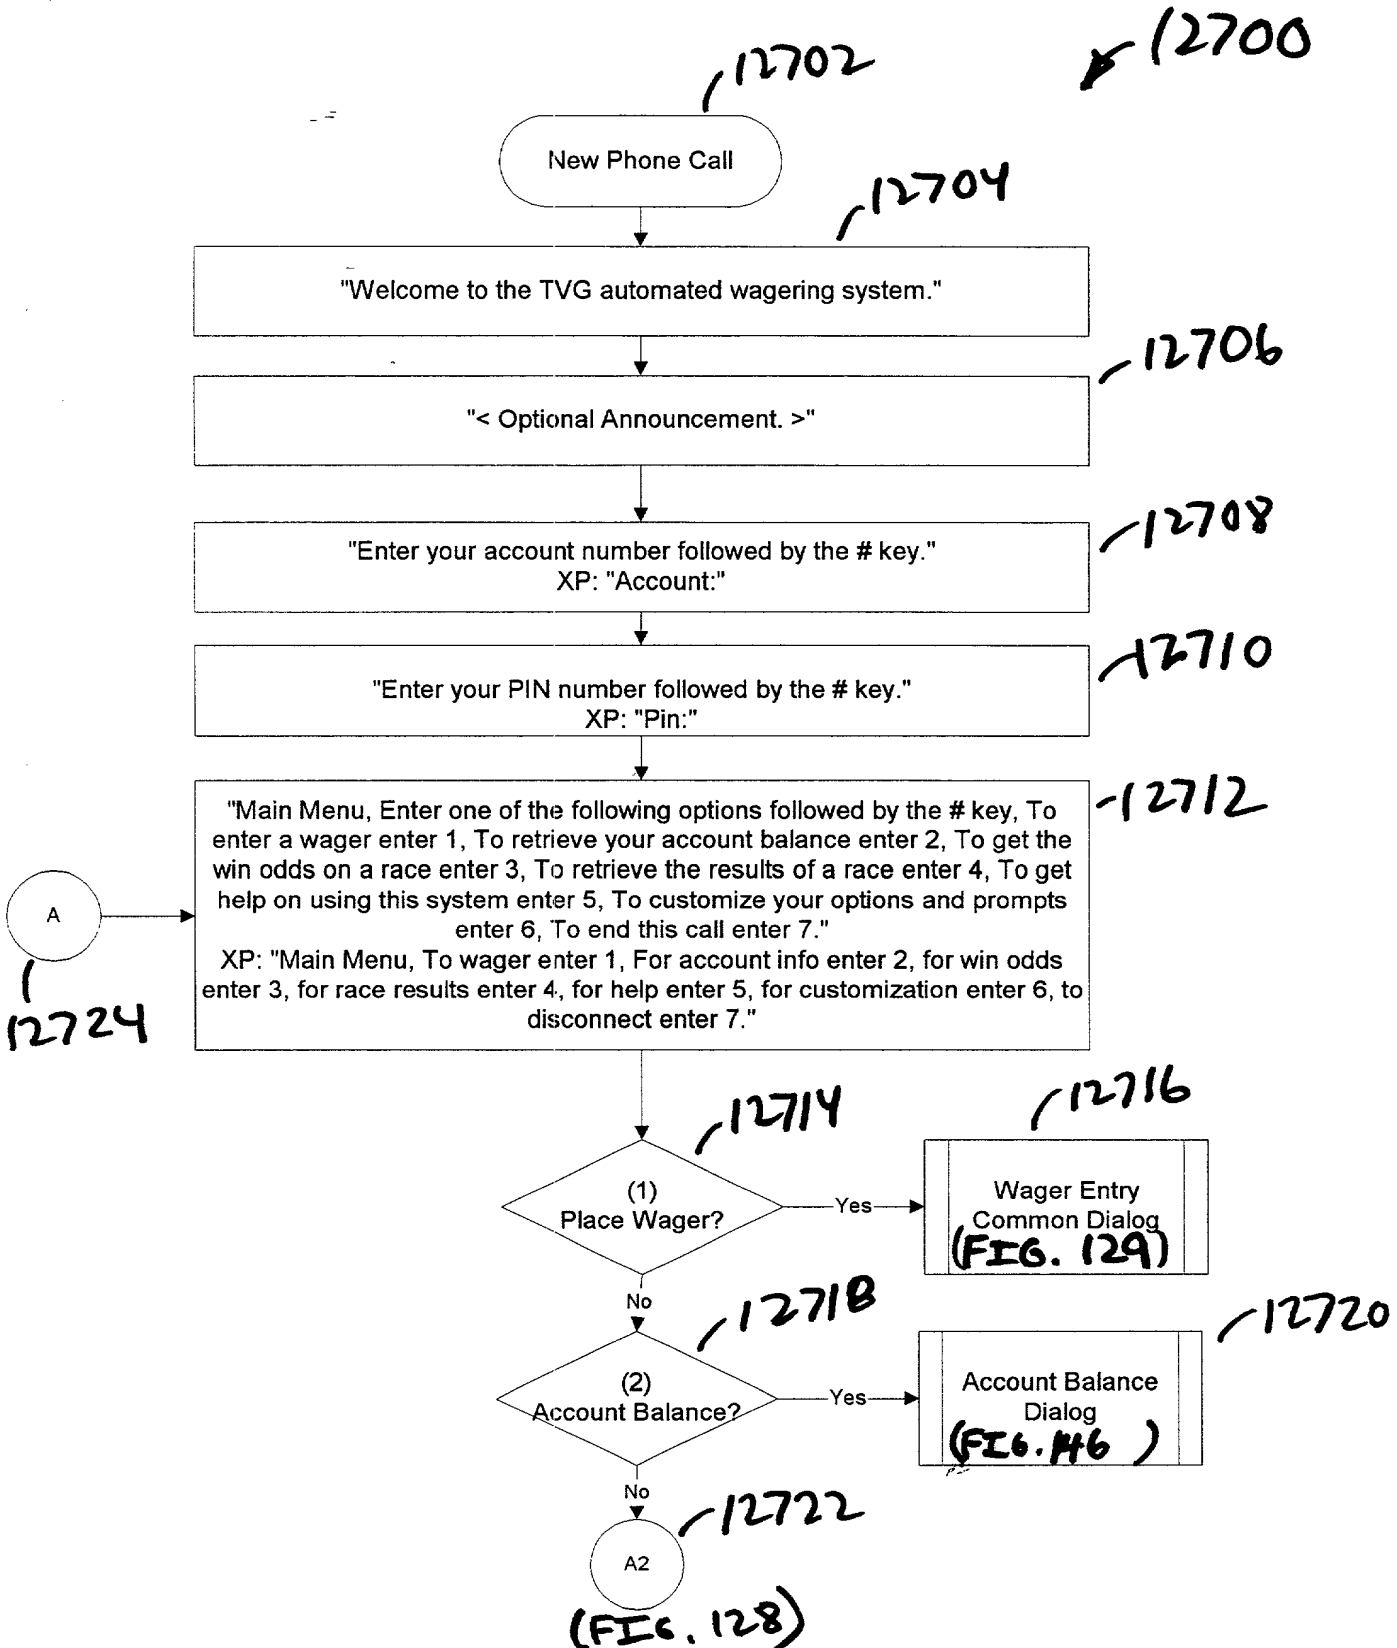 12700
12702
New Phone Call
12704
"Welcome to the TVG automated wagering system."
12706
"< Optional Announcement. >"
12708
"Enter your account number followed by the # key."
XP: "Account:"
12710
"Enter your PIN number followed by the # key."
XP: "Pin:"
12712
"Main Menu, Enter one of the following options followed by the # key, To
enter a wager enter 1, To retrieve your account balance enter 2, To get the
win odds on a race enter 3, To retrieve the results of a race enter 4, To get
help on using this system enter 5, To customize your options and prompts
enter 6, To end this call enter 7."
XP: "Main Menu, To wager enter 1, For account info enter 2, for win odds
enter 3, for race results enter 4, for help enter 5, for customization enter 6, to
disconnect enter 7."
A
12724
12714
(1)
Place Wager?
Yes
12716
Wager Entry
Common Dialog
(FIG. 129)
No
12718
(2)
Account Balance?
Yes
12720
Account Balance
Dialog
(FIG. 146)
No
12722
A2
(FIG. 128)